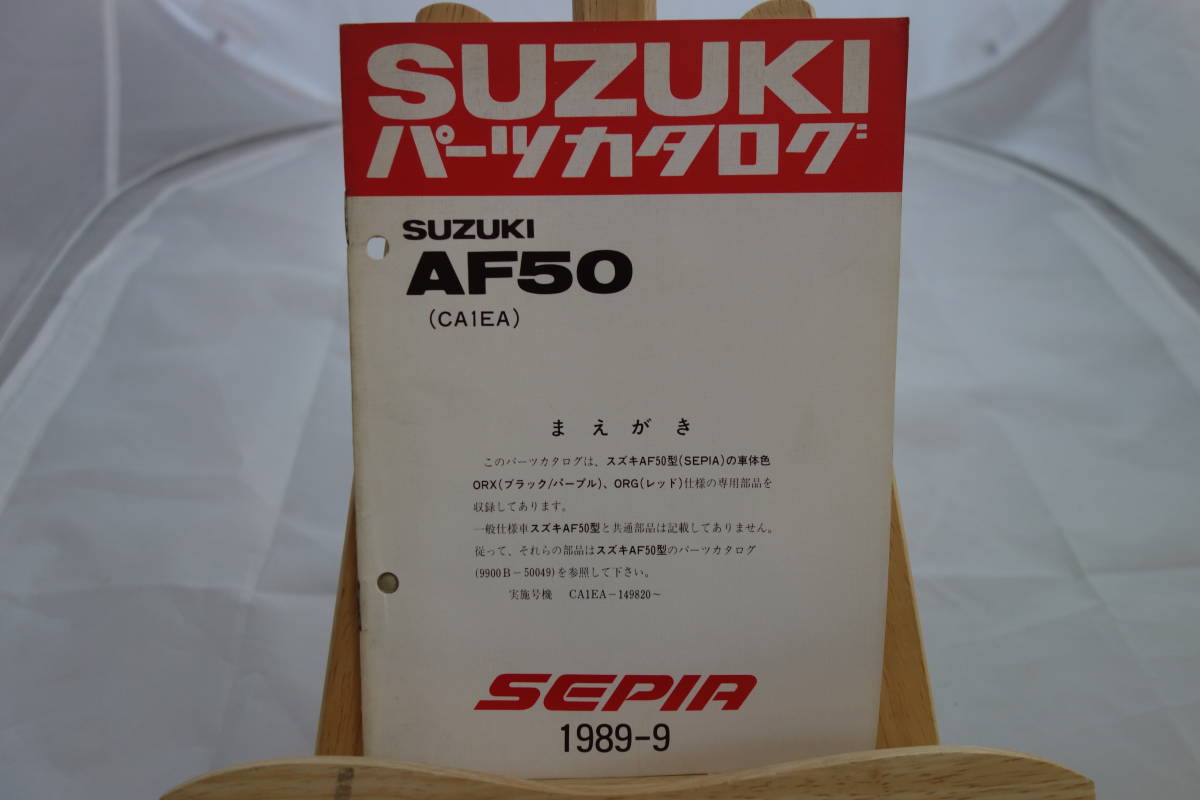 SUZUKI
パーツカタログ
SUZUKI
AF50
(CA1EA)
まえがき
このパーツカタログは、スズキAF50型(SEPIA)の車体色
ORX(ブラック/パープル)、ORG(レッド)仕様の専用部品を
収録してあります。
一般仕様車スズキAF50型と共通部品は記載してありません。
従って、それらの部品はスズキAF50型のパーツカタログ
(9900B-50049)を参照して下さい。
実施号機 CA1EA-149820~
SEPIA
1989-9